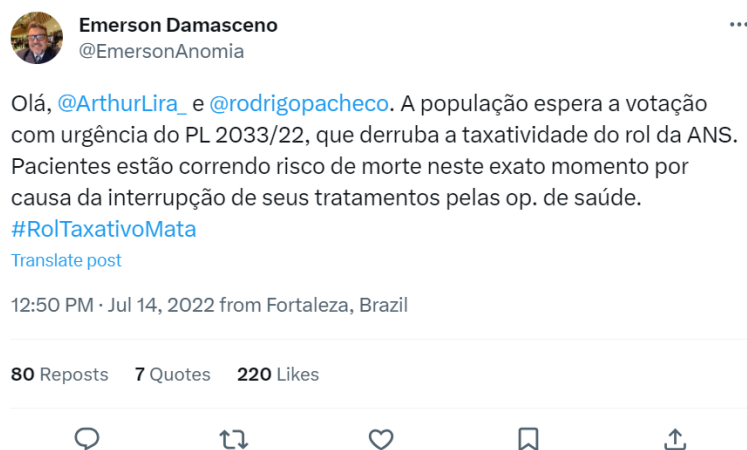 Emerson Damasceno
@EmersonAnomia
Olá, @ArthurLira_ e @rodrigopacheco. A população espera a votação
com urgência do PL 2033/22, que derruba a taxatividade do rol da ANS.
Pacientes estão correndo risco de morte neste exato momento por
causa da interrupção de seus tratamentos pelas op. de saúde.
#RolTaxativoMata
Translate post
12:50 PM · Jul 14, 2022 from Fortaleza, Brazil
80 Reposts 7 Quotes 220 Likes